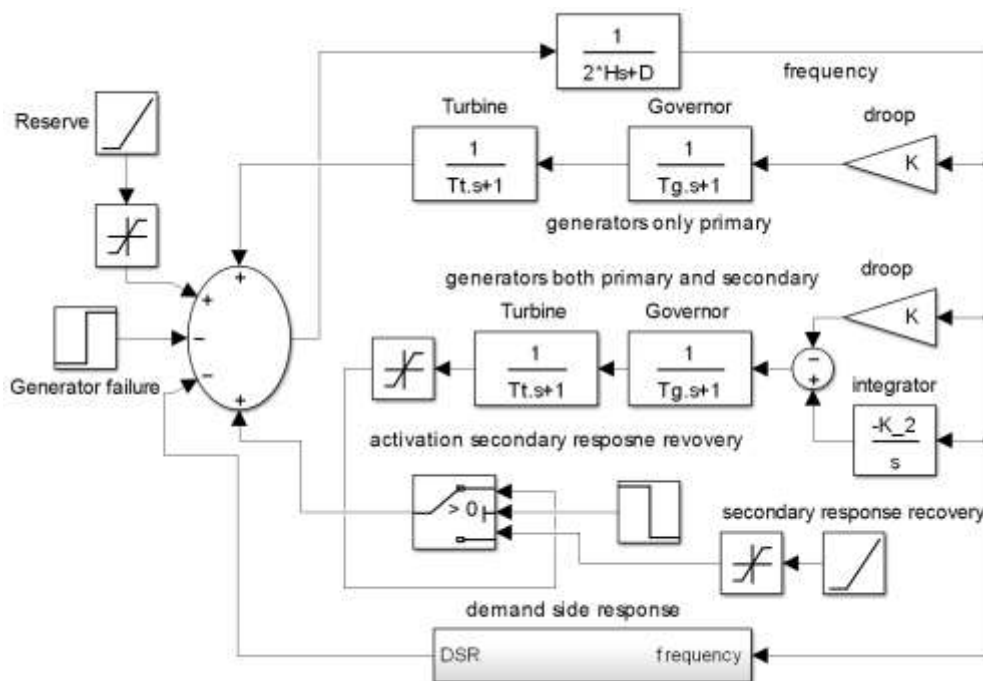 1
2*Hs+D
frequency
Reserve
Turbine
Governor
droop
1
Tt.s+1
1
Tg.s+1
K
generators only primary
generators both primary and secondary
droop
Turbine
Governor
K
+
+
−
−
+
Generator failure
1
Tt.s+1
1
Tg.s+1
−
+
integrator
-K_2
s
activation secondary resposne revovery
> 0
secondary response recovery
demand side response
DSR
frequency